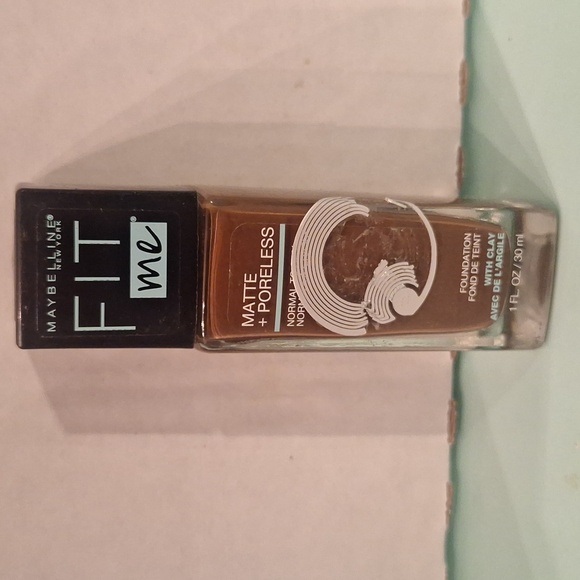 MAYBELLINE®
NEW YORK
FIT
me®
MATTE
+ PORELESS
NORMAL
FOUNDATION
FOND DE TEINT
WITH CLAY
AVEC DE L'ARGILE
1 FL. OZ / 30 ml